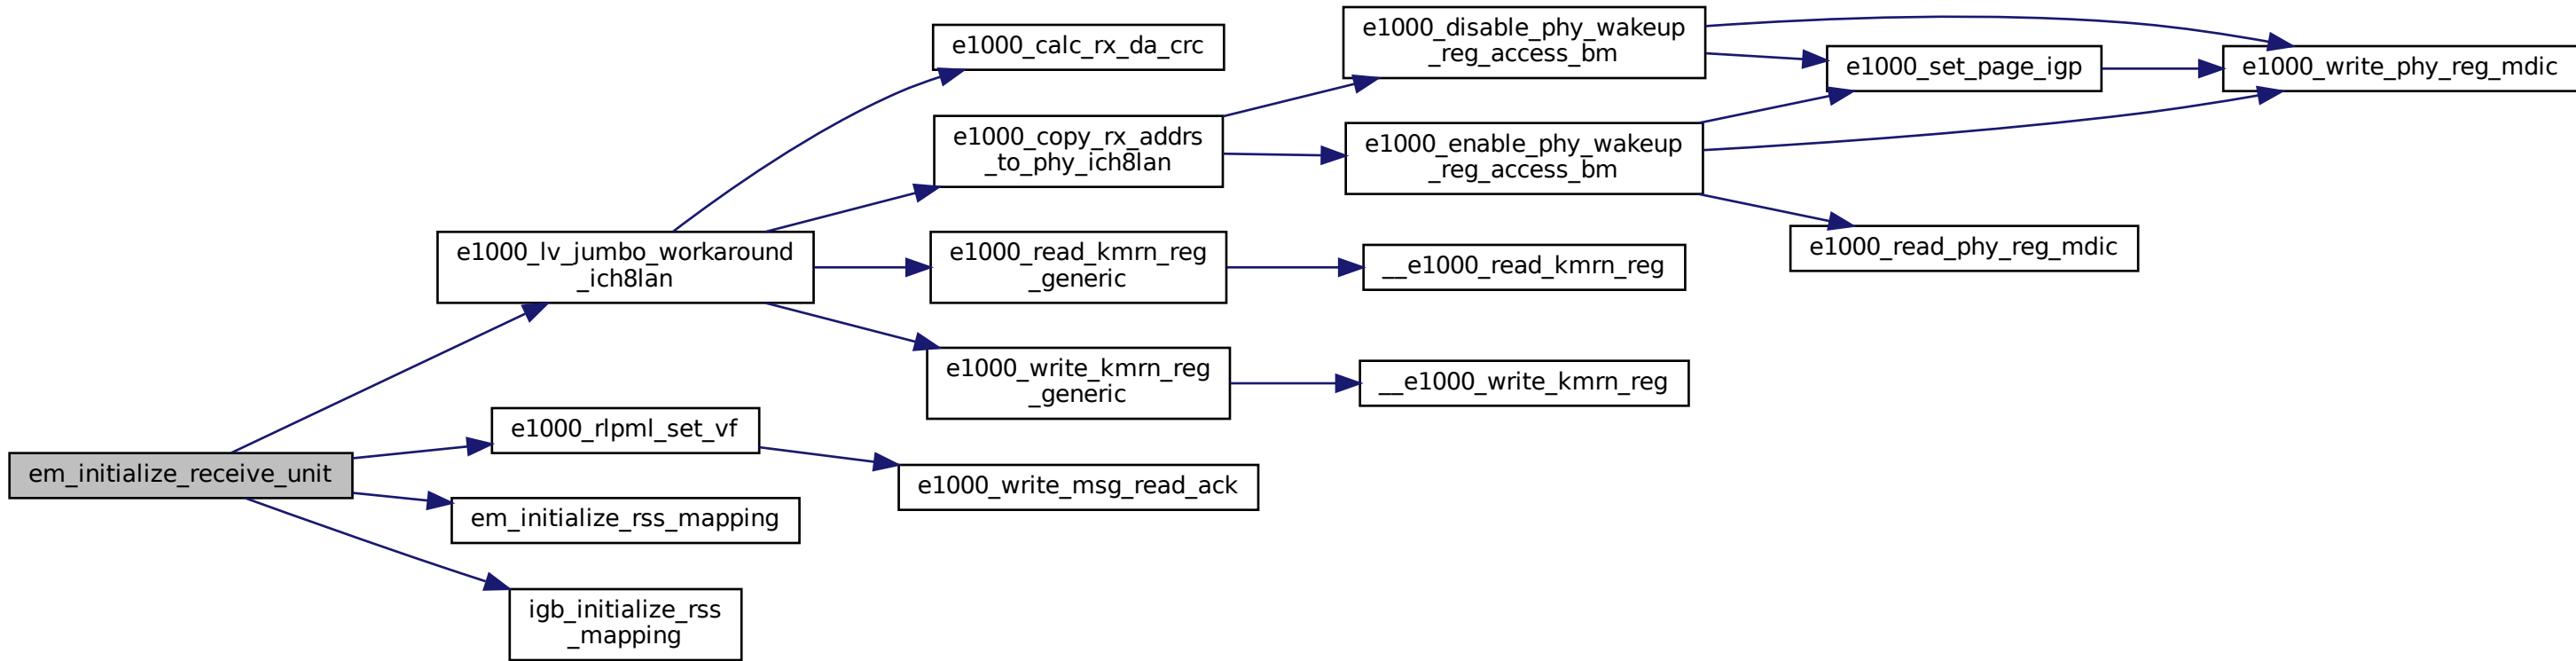 em_initialize_receive_unit
e1000_lv_jumbo_workaround
_ich8lan
e1000_calc_rx_da_crc
e1000_copy_rx_addrs
_to_phy_ich8lan
e1000_disable_phy_wakeup
_reg_access_bm
e1000_set_page_igp
e1000_write_phy_reg_mdic
e1000_enable_phy_wakeup
_reg_access_bm
e1000_read_phy_reg_mdic
e1000_read_kmrn_reg
_generic
__e1000_read_kmrn_reg
e1000_write_kmrn_reg
_generic
__e1000_write_kmrn_reg
e1000_rlpml_set_vf
e1000_write_msg_read_ack
em_initialize_rss_mapping
igb_initialize_rss
_mapping